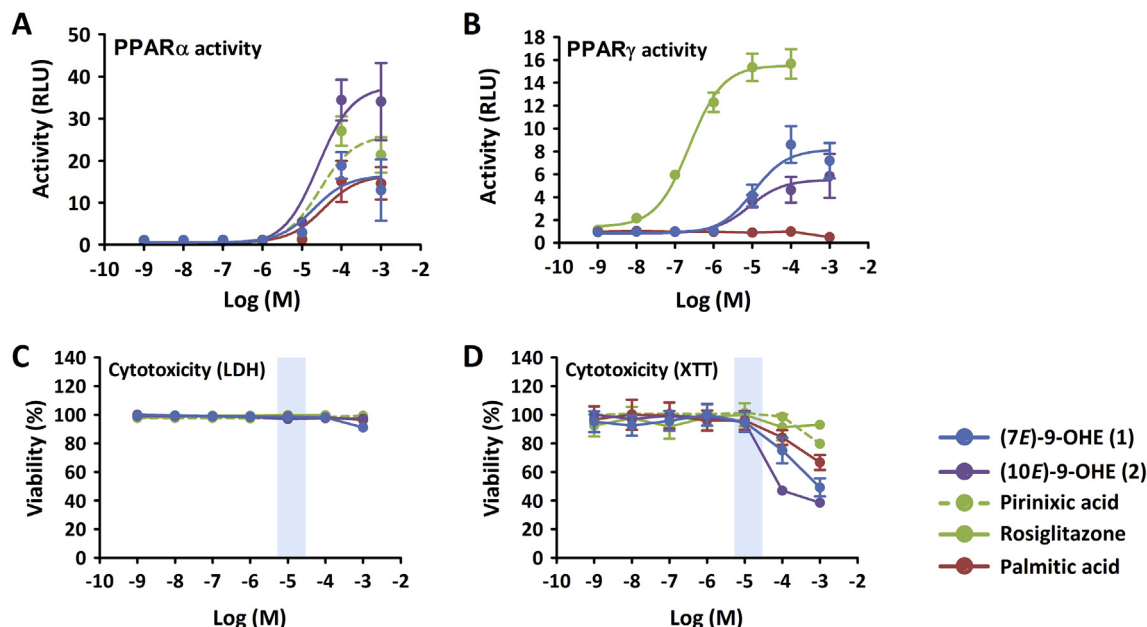 A
PPARα activity
Activity (RLU)
50
40
30
20
10
0
-10 -9 -8 -7 -6 -5 -4 -3 -2
Log (M)
B
PPARγ activity
Activity (RLU)
18
16
14
12
10
8
6
4
2
0
-10 -9 -8 -7 -6 -5 -4 -3 -2
Log (M)
C
Cytotoxicity (LDH)
Viability (%)
140
120
100
80
60
40
20
0
-10 -9 -8 -7 -6 -5 -4 -3 -2
Log (M)
D
Cytotoxicity (XTT)
Viability (%)
140
120
100
80
60
40
20
0
-10 -9 -8 -7 -6 -5 -4 -3 -2
Log (M)
(7E)-9-OHE (1)
(10E)-9-OHE (2)
Pirinixic acid
Rosiglitazone
Palmitic acid